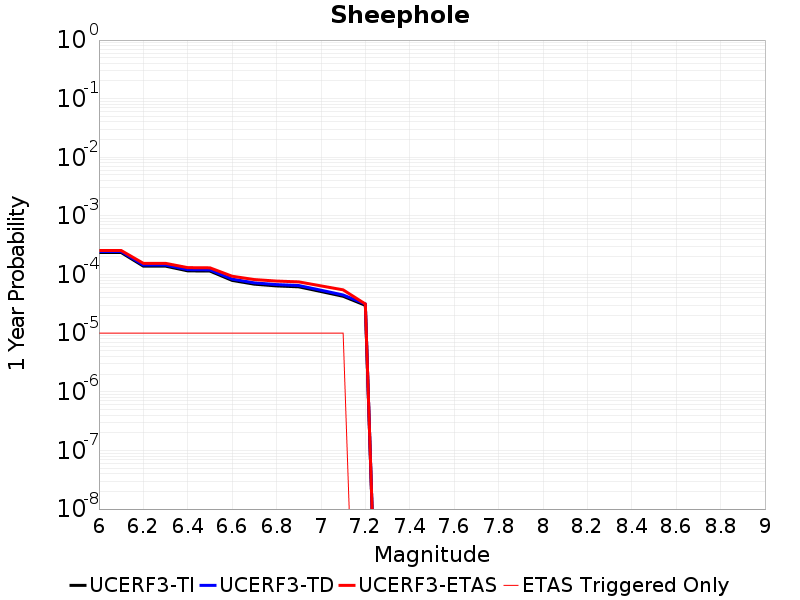 Sheephole
1 Year Probability
10^0
10^-1
10^-2
10^-3
10^-4
10^-5
10^-6
10^-7
10^-8
6 6.2 6.4 6.6 6.8 7 7.2 7.4 7.6 7.8 8 8.2 8.4 8.6 8.8 9
Magnitude
UCERF3-TI UCERF3-TD UCERF3-ETAS ETAS Triggered Only